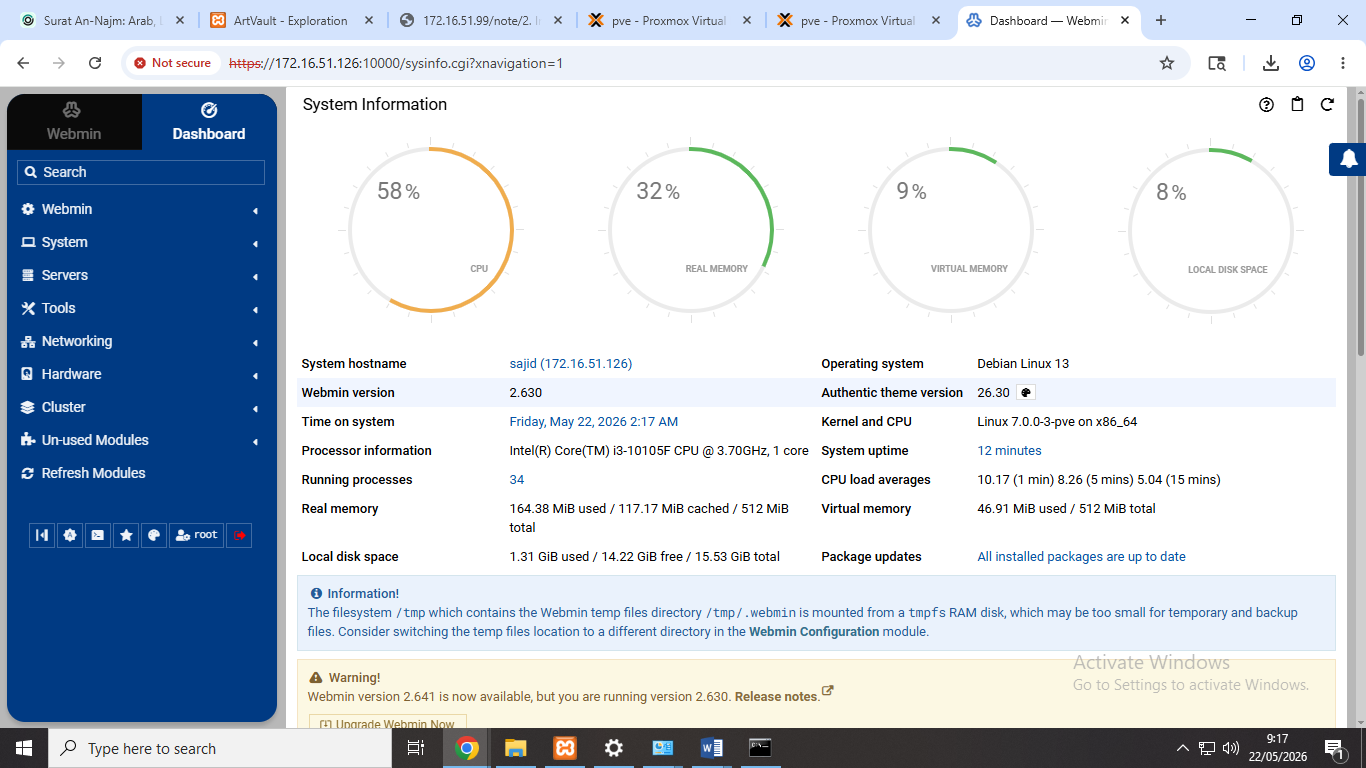 Surat An-Najm: Arab,
ArtVault - Exploration
172.16.51.99/note/2.
pve - Proxmox Virtual
pve - Proxmox Virtual
Dashboard — Webmin
Not secure
https://172.16.51.126:10000/sysinfo.cgi?xnavigation=1
Webmin
Dashboard
Search
Webmin
System
Servers
Tools
Networking
Hardware
Cluster
Un-used Modules
Refresh Modules
root
System Information
58%
CPU
32%
REAL MEMORY
9%
VIRTUAL MEMORY
8%
LOCAL DISK SPACE
System hostname sajid (172.16.51.126) Operating system Debian Linux 13
Webmin version 2.630 Authentic theme version 26.30
Time on system Friday, May 22, 2026 2:17 AM Kernel and CPU Linux 7.0.0-3-pve on x86_64
Processor information Intel(R) Core(TM) i3-10105F CPU @ 3.70GHz, 1 core System uptime 12 minutes
Running processes 34 CPU load averages 10.17 (1 min) 8.26 (5 mins) 5.04 (15 mins)
Real memory 164.38 MiB used / 117.17 MiB cached / 512 MiB total Virtual memory 46.91 MiB used / 512 MiB total
Local disk space 1.31 GiB used / 14.22 GiB free / 15.53 GiB total Package updates All installed packages are up to date
Information!
The filesystem /tmp which contains the Webmin temp files directory /tmp/.webmin is mounted from a tmpfs RAM disk, which may be too small for temporary and backup
files. Consider switching the temp files location to a different directory in the Webmin Configuration module.
Warning!
Webmin version 2.641 is now available, but you are running version 2.630. Release notes.
Upgrade Webmin Now
Activate Windows
Go to Settings to activate Windows.
Type here to search
9:17
22/05/2026
1